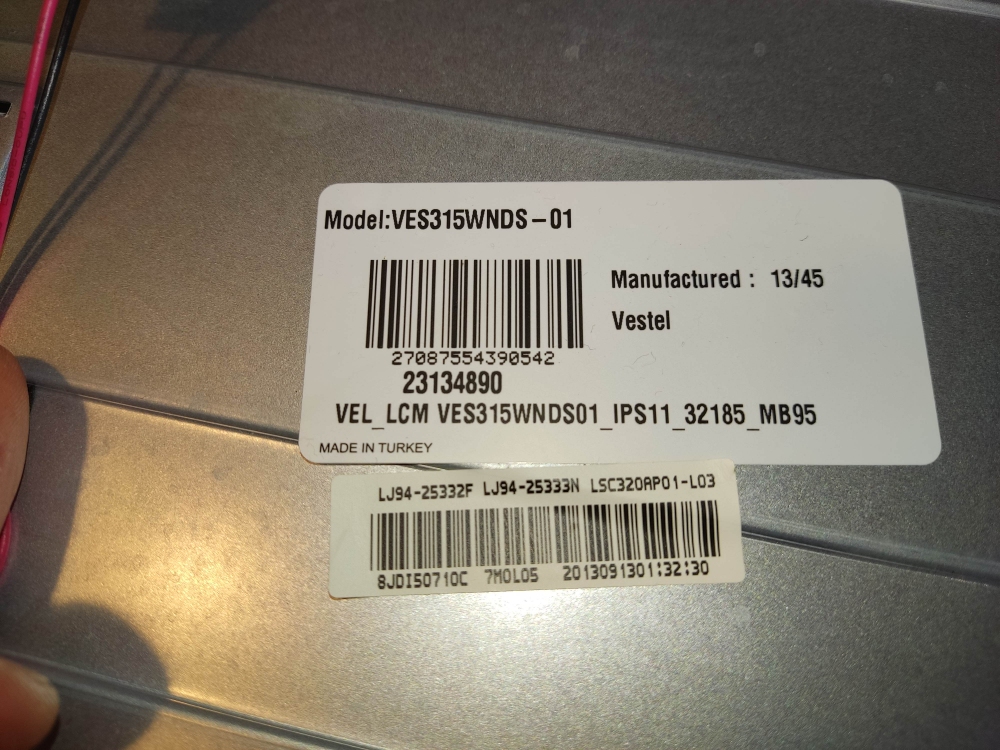 Model:VES315WNDS-01
Manufactured : 13/45
Vestel
27087554390542
23134890
VEL_LCM VES315WNDS01_IPS11_32185_MB95
MADE IN TURKEY
LJ94-25332F LJ94-25333N LSC320AP01-L03
8JDI50710C 7M0L05 2013091301:32:30